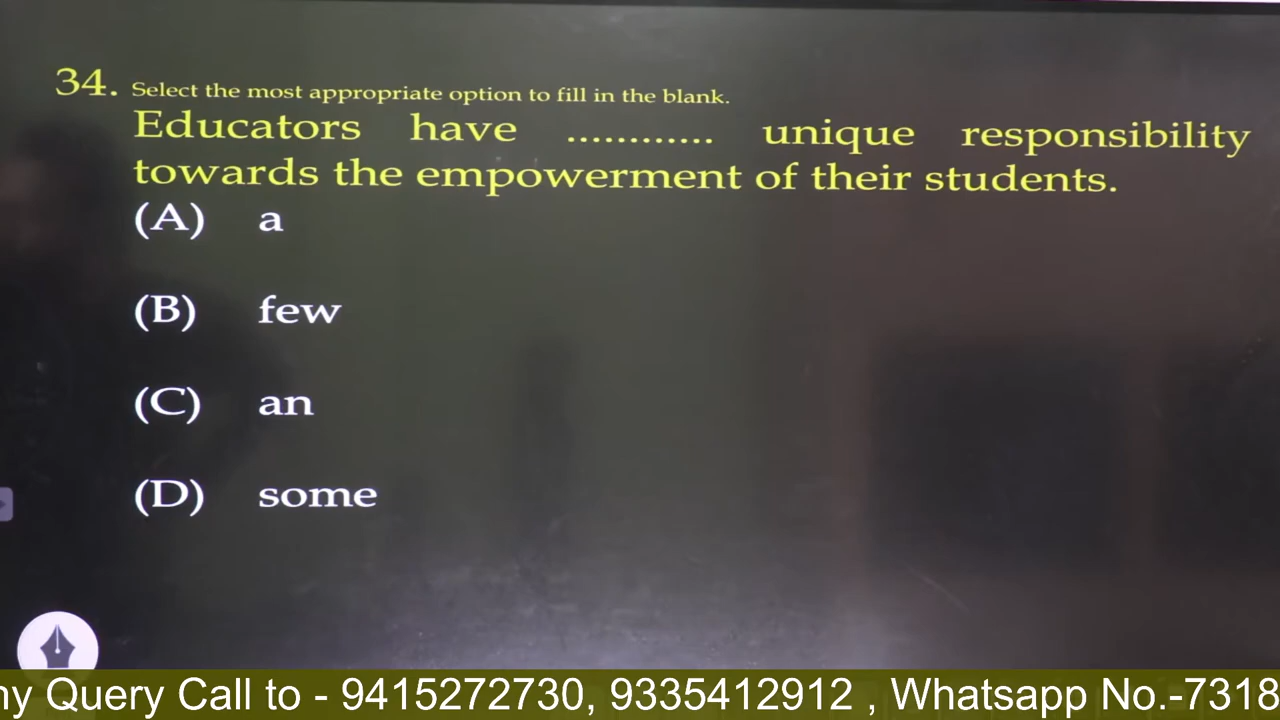 34. Select the most appropriate option to fill in the blank.
Educators have ............ unique responsibility
towards the empowerment of their students.
(A) a
(B) few
(C) an
(D) some
ny Query Call to - 9415272730, 9335412912 , Whatsapp No.-7318